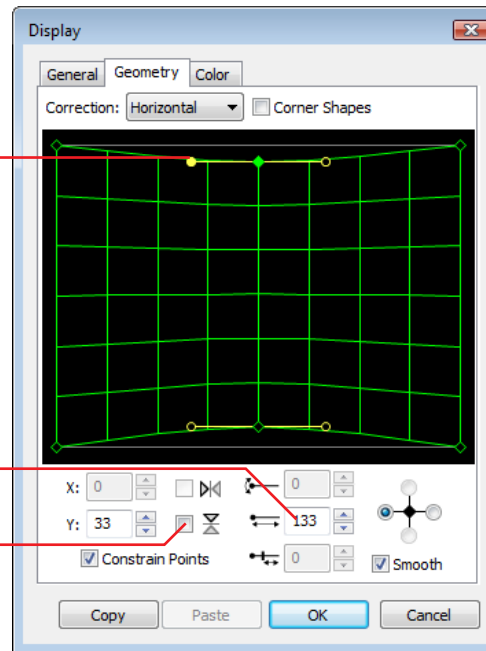 Display
General Geometry Color
Correction: Horizontal Corner Shapes
X: 0 0
Y: 33 133
Constrain Points 0 Smooth
Copy Paste OK Cancel